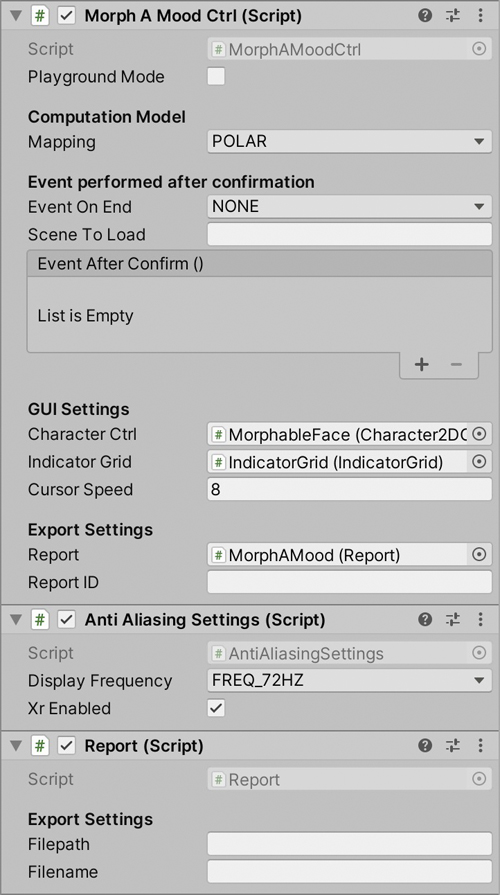 Morph A Mood Ctrl (Script)
Script # MorphAMoodCtrl
Playground Mode
Computation Model
Mapping POLAR
Event performed after confirmation
Event On End NONE
Scene To Load
Event After Confirm ()
List is Empty
+ −
GUI Settings
Character Ctrl # MorphableFace (Character2DC
Indicator Grid # IndicatorGrid (IndicatorGrid)
Cursor Speed 8
Export Settings
Report # MorphAMood (Report)
Report ID
# Anti Aliasing Settings (Script)
Script # AntiAliasingSettings
Display Frequency FREQ_72HZ
Xr Enabled
# Report (Script)
Script # Report
Export Settings
Filepath
Filename